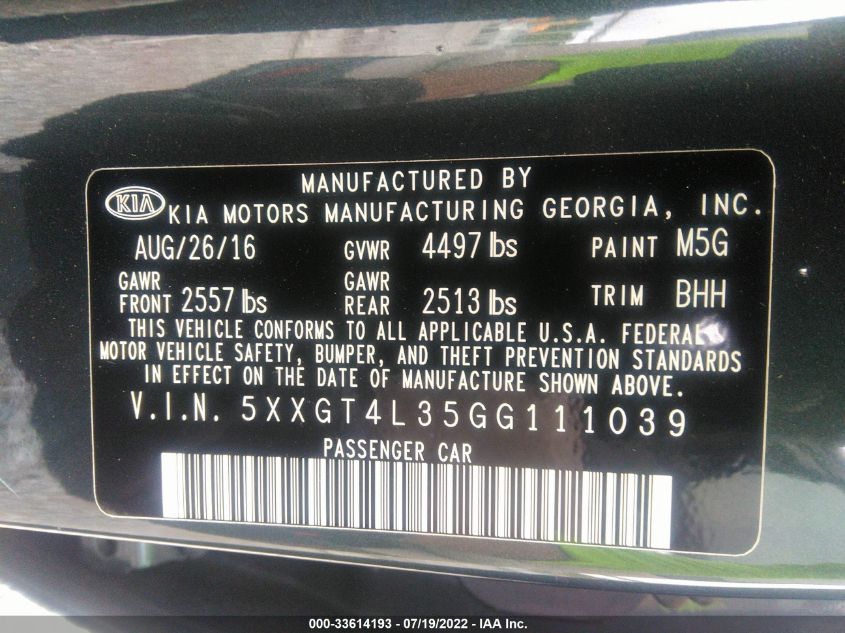 MANUFACTURED BY
KIA KIA MOTORS MANUFACTURING GEORGIA, INC.
AUG/26/16 GVWR 4497 lbs PAINT M5G
GAWR FRONT 2557 lbs GAWR REAR 2513 lbs TRIM BHH
THIS VEHICLE CONFORMS TO ALL APPLICABLE U.S.A. FEDERAL
MOTOR VEHICLE SAFETY, BUMPER, AND THEFT PREVENTION STANDARDS
IN EFFECT ON THE DATE OF MANUFACTURE SHOWN ABOVE.
V.I.N. 5XXGT4L35GG111039
PASSENGER CAR
000-33614193 - 07/19/2022 - IAA Inc.